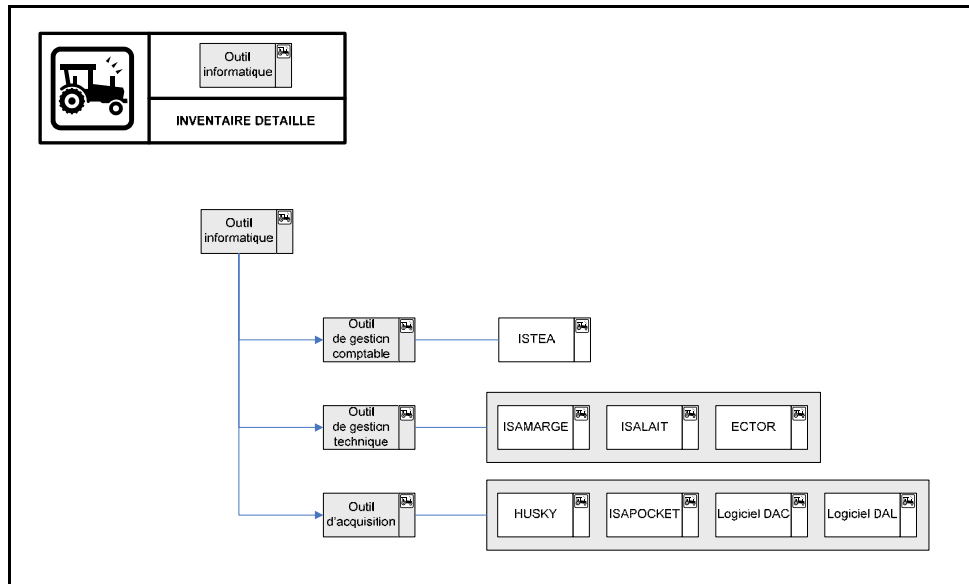 Outil
informatique
INVENTAIRE DETAILLE
Outil
informatique
Outil
de gestion
comptable
ISTEA
Outil
de gestion
technique
ISAMARGE
ISALAIT
ECTOR
Outil
d'acquisition
HUSKY
ISAPOCKET
Logiciel DAC
Logiciel DAL